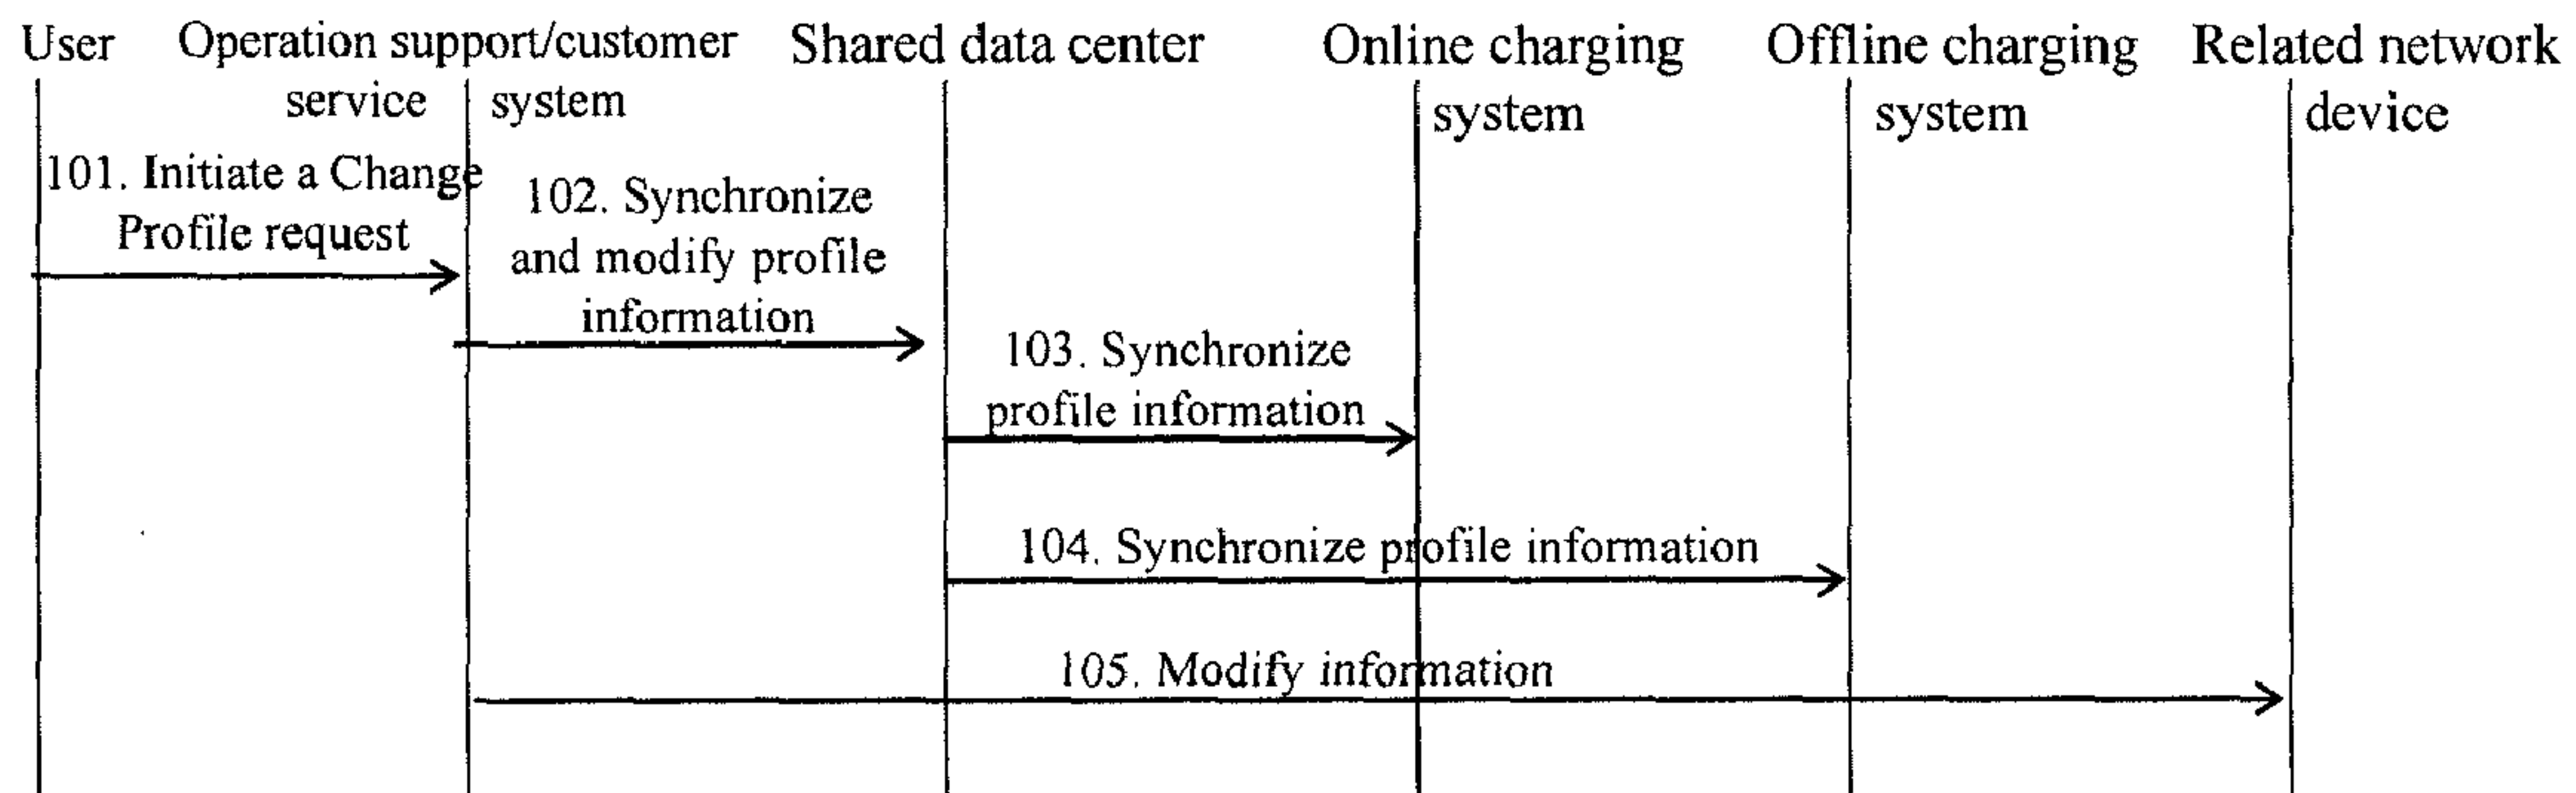 User
Operation support/customer
service system
Shared data center
Online charging
system
Offline charging
system
Related network
device
101. Initiate a Change
Profile request
102. Synchronize
and modify profile
information
103. Synchronize
profile information
104. Synchronize profile information
105. Modify information